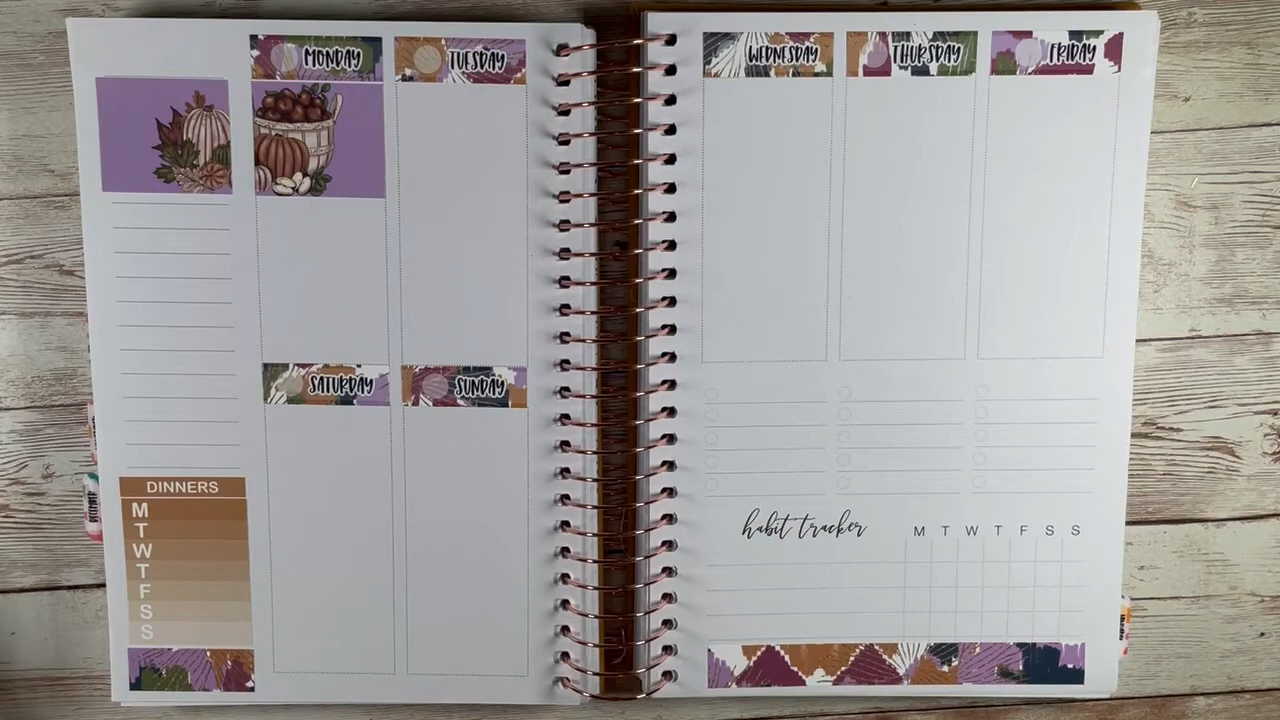 MONDAY
TUESDAY
WEDNESDAY
THURSDAY
FRIDAY
SATURDAY
SUNDAY
DINNERS
M
T
W
T
F
S
S
habit tracker M T W T F S S